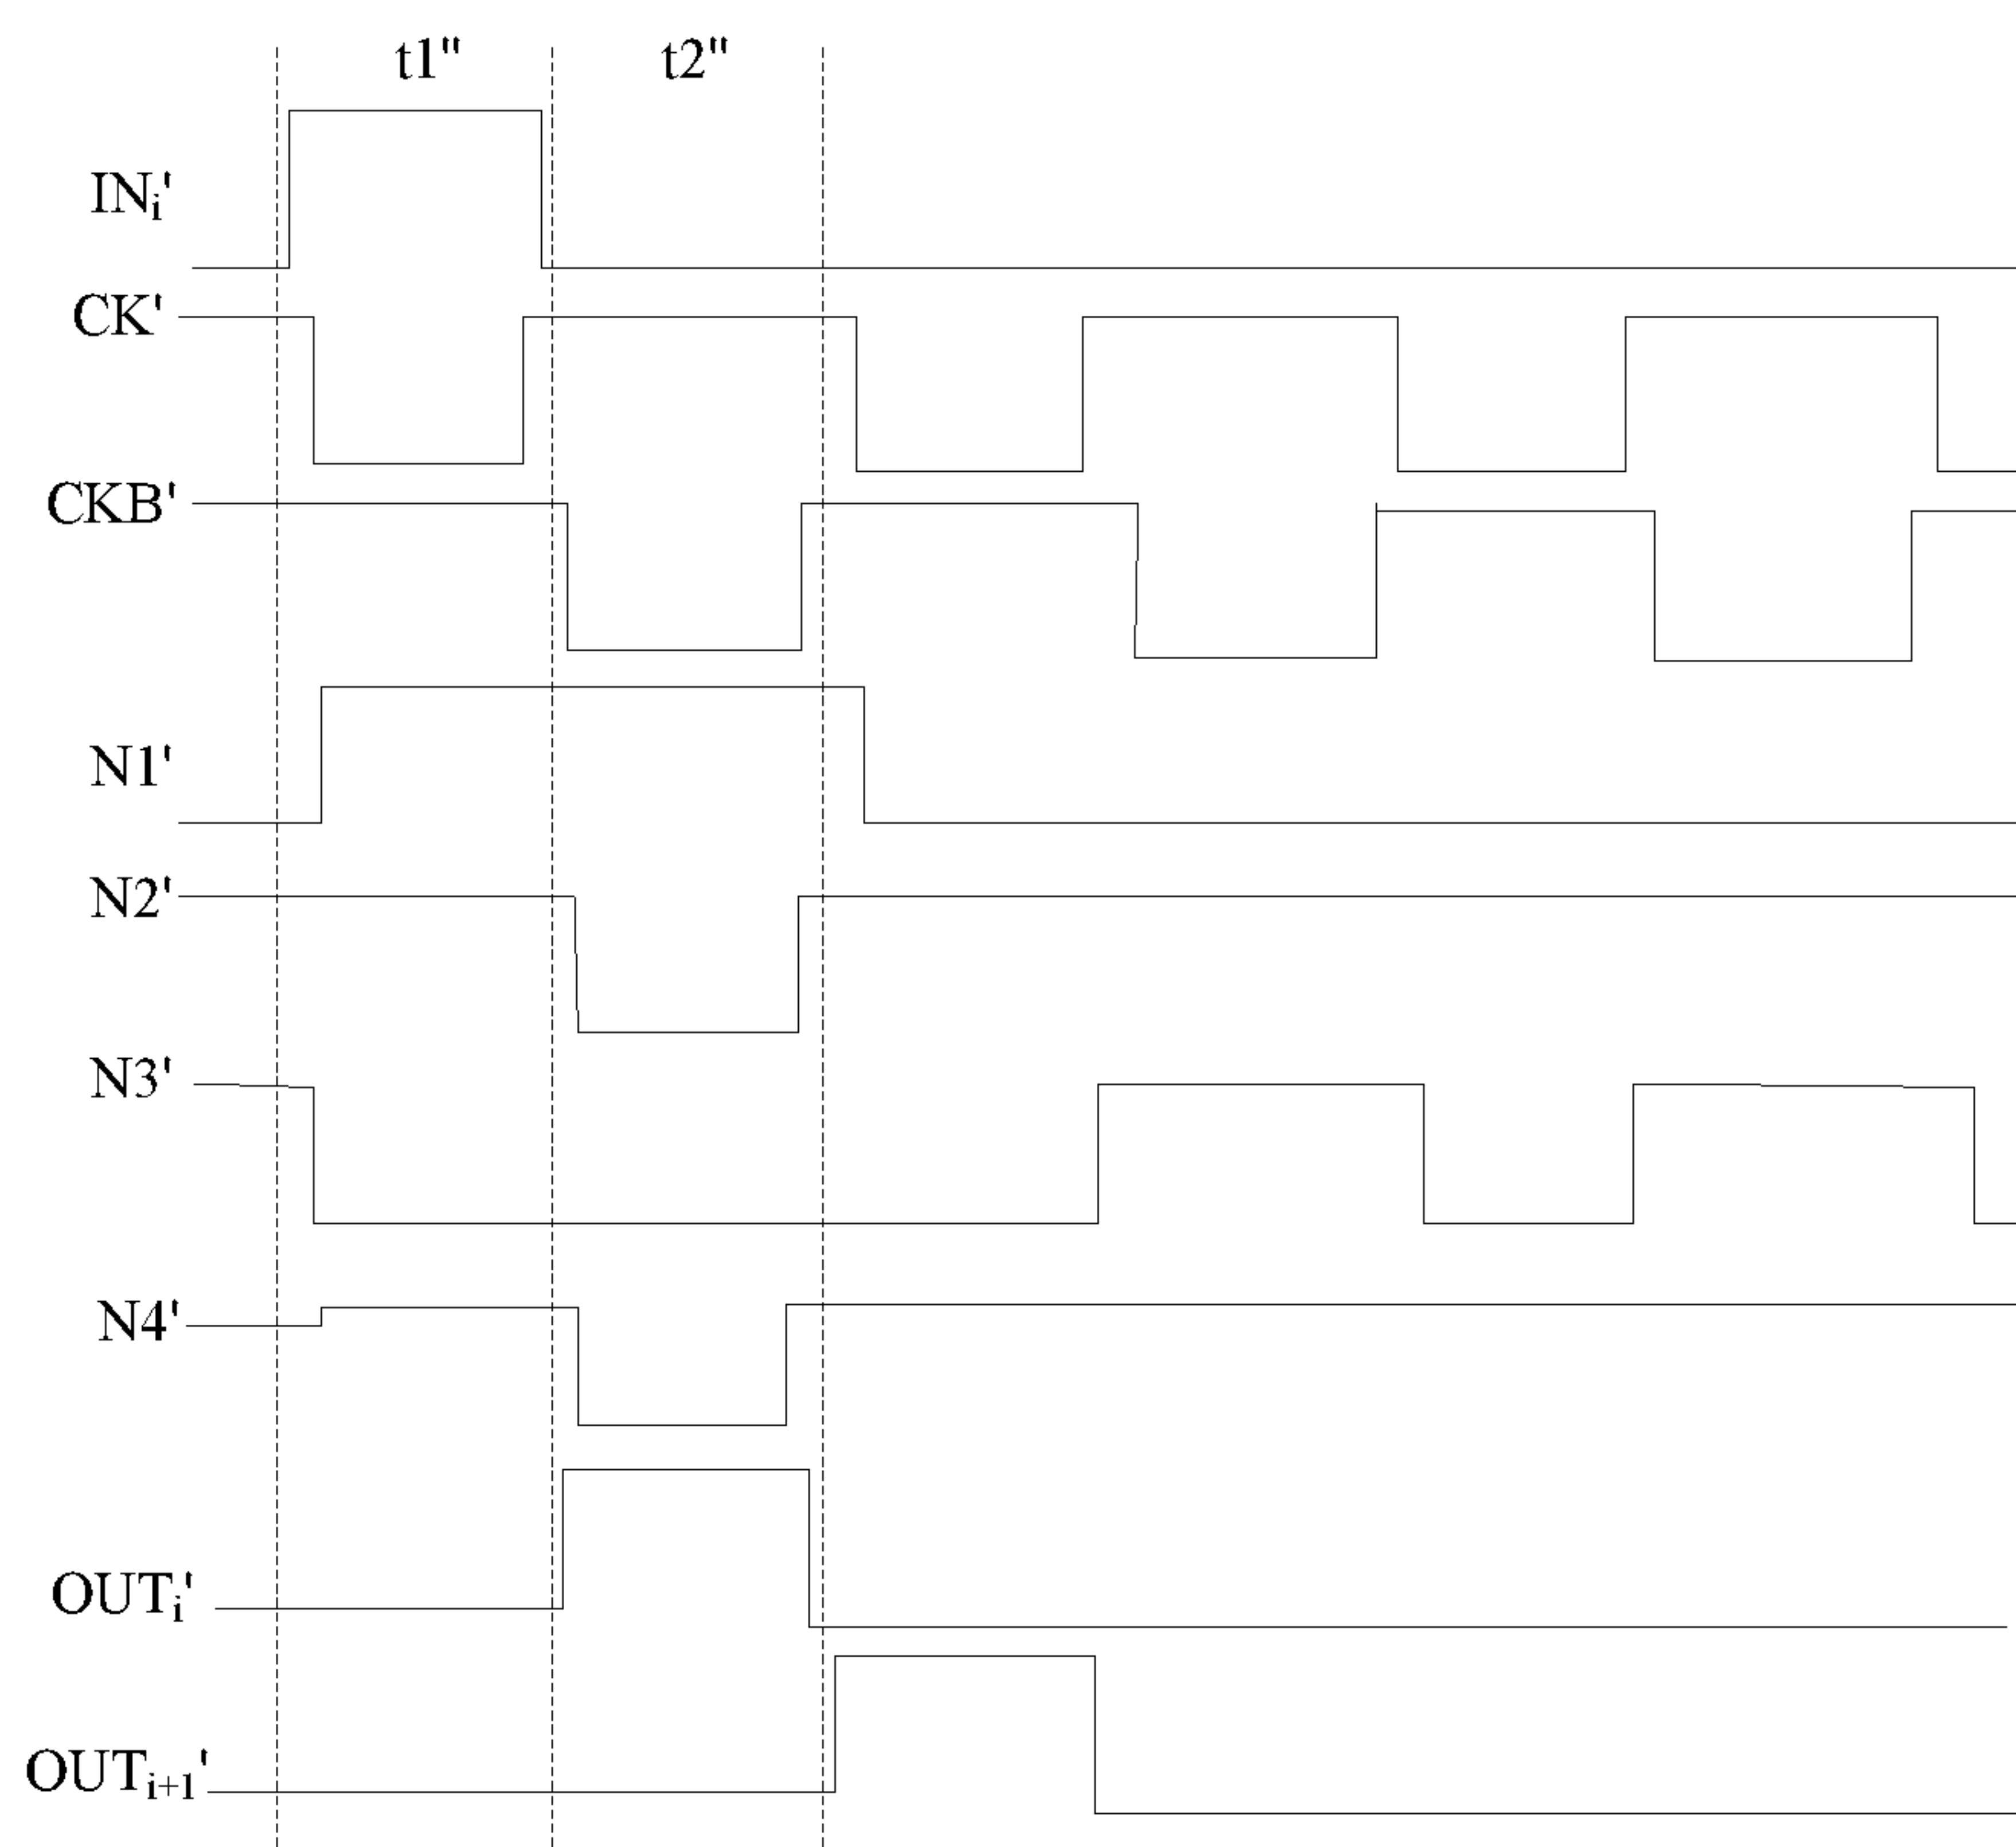 t1" t2"
INᵢ'
CK'
CKB'
N1'
N2'
N3'
N4'
OUTᵢ'
OUTᵢ₊₁'